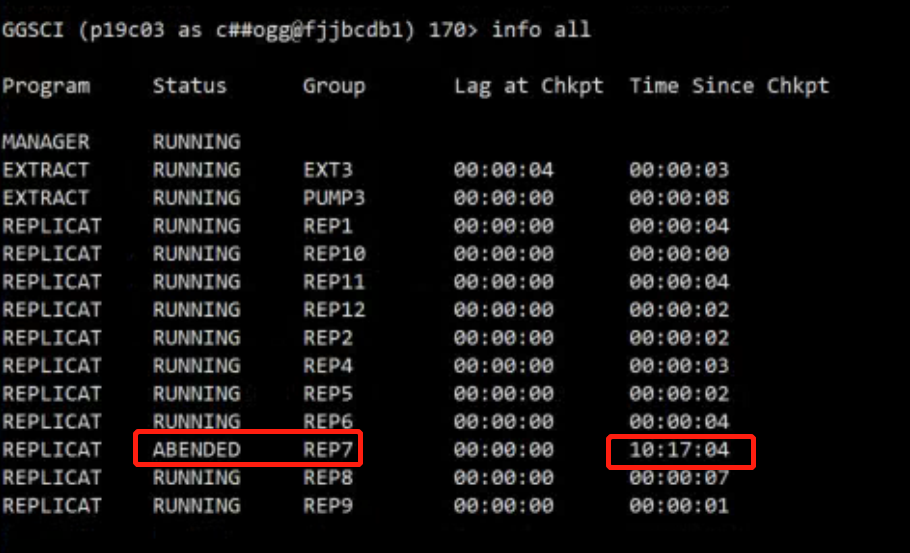 GGSCI (p19c03 as c##ogg@fjjbcdb1) 170> info all
Program Status Group Lag at Chkpt Time Since Chkpt
MANAGER RUNNING
EXTRACT RUNNING EXT3 00:00:04 00:00:03
EXTRACT RUNNING PUMP3 00:00:00 00:00:08
REPLICAT RUNNING REP1 00:00:00 00:00:04
REPLICAT RUNNING REP10 00:00:00 00:00:00
REPLICAT RUNNING REP11 00:00:00 00:00:04
REPLICAT RUNNING REP12 00:00:00 00:00:02
REPLICAT RUNNING REP2 00:00:00 00:00:02
REPLICAT RUNNING REP4 00:00:00 00:00:03
REPLICAT RUNNING REP5 00:00:00 00:00:02
REPLICAT RUNNING REP6 00:00:00 00:00:04
REPLICAT ABENDED REP7 00:00:00 10:17:04
REPLICAT RUNNING REP8 00:00:00 00:00:07
REPLICAT RUNNING REP9 00:00:00 00:00:01